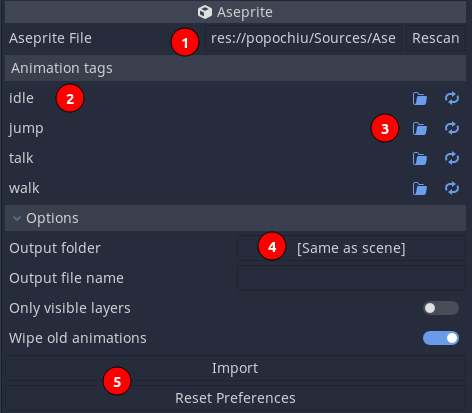 Aseprite
Aseprite File 1 res://popochiu/Sources/Ase Rescan
Animation tags
idle 2
jump 3
talk
walk
Options
Output folder 4 [Same as scene]
Output file name
Only visible layers
Wipe old animations
Import
5
Reset Preferences